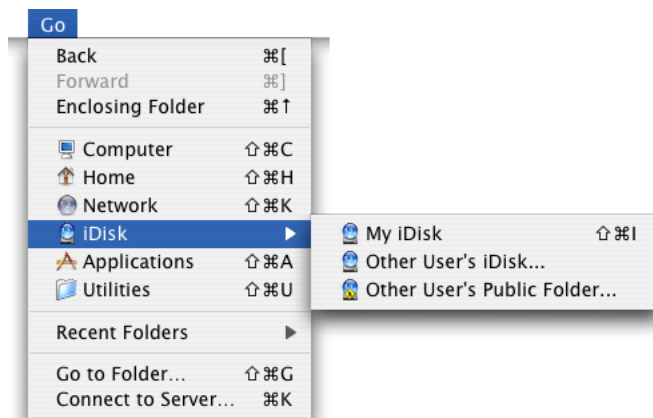 Go
Back ⌘[
Forward ⌘]
Enclosing Folder ⌘↑
Computer ⇧⌘C
Home ⇧⌘H
Network ⇧⌘K
iDisk
My iDisk ⇧⌘I
Other User's iDisk...
Other User's Public Folder...
Applications ⇧⌘A
Utilities ⇧⌘U
Recent Folders
Go to Folder... ⇧⌘G
Connect to Server... ⌘K